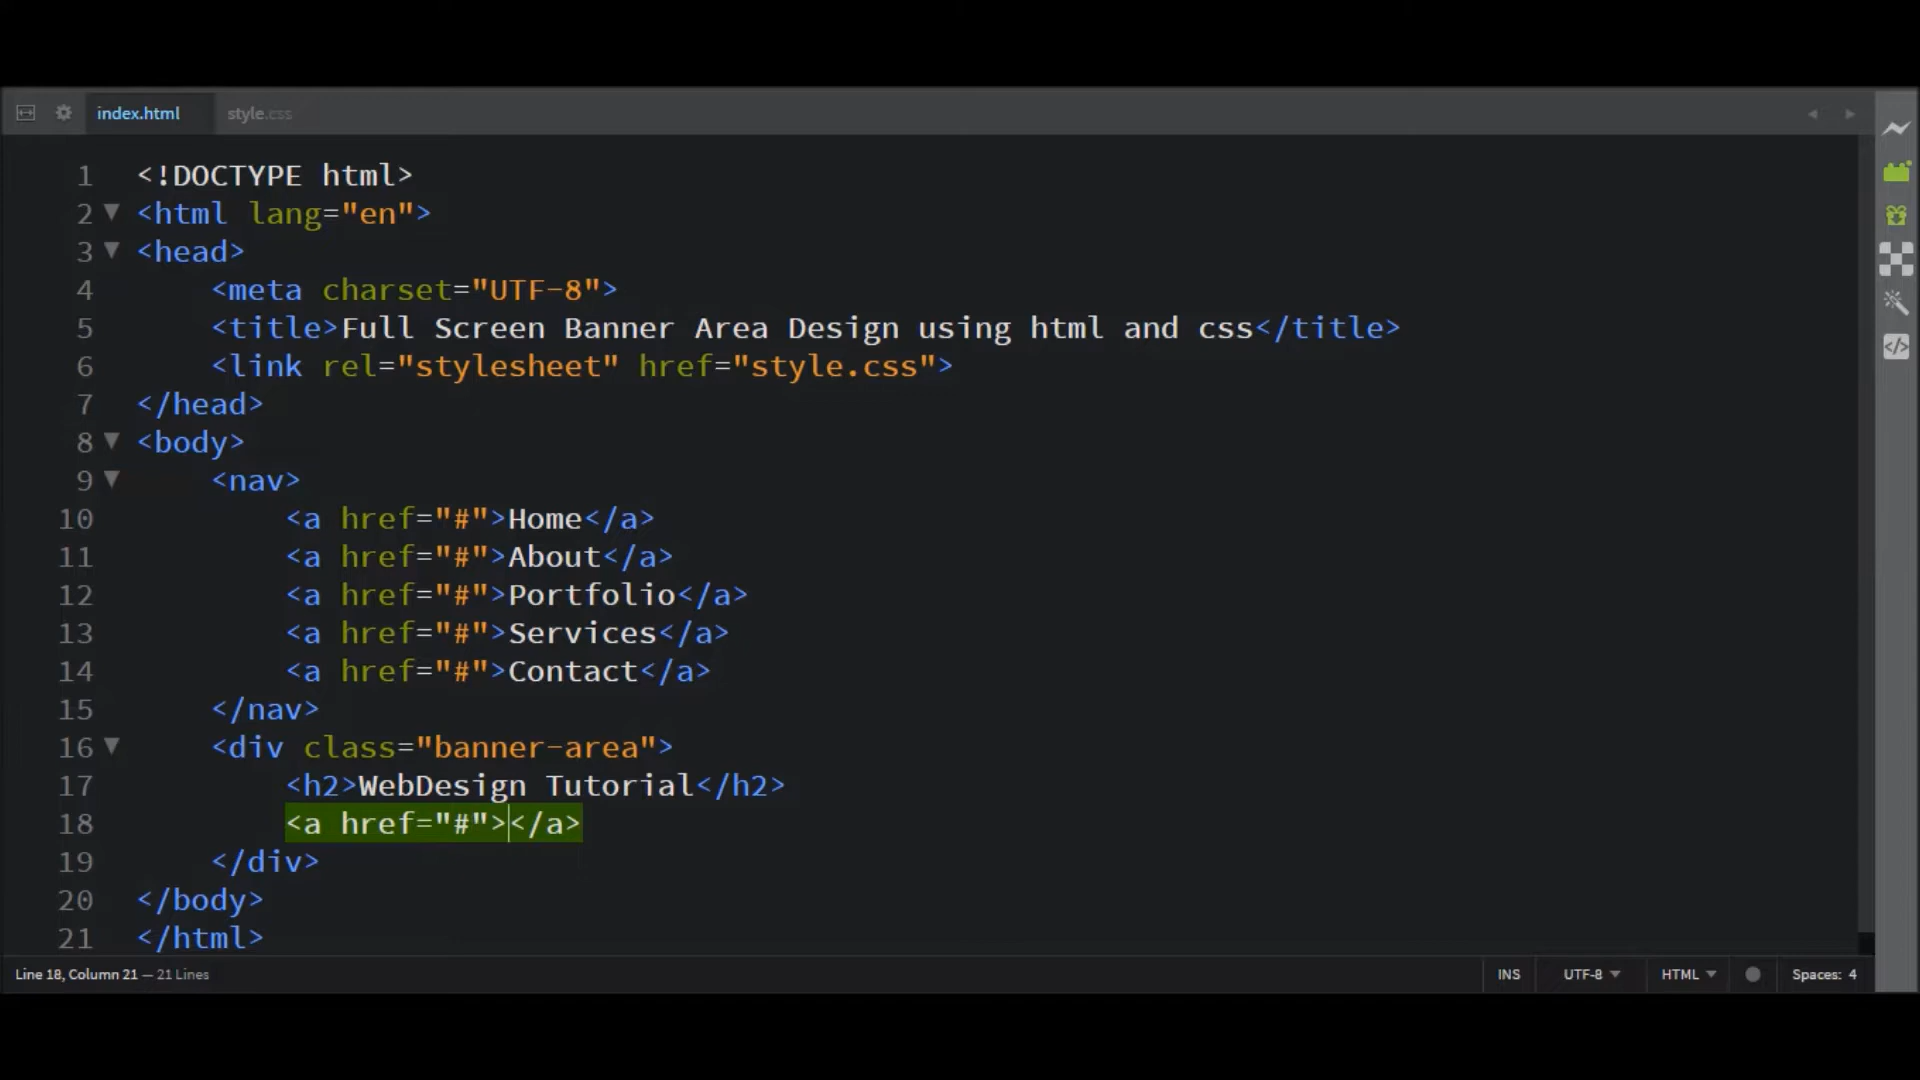 index.html style.css
1 <!DOCTYPE html>
2 <html lang="en">
3 <head>
4 <meta charset="UTF-8">
5 <title>Full Screen Banner Area Design using html and css</title>
6 <link rel="stylesheet" href="style.css">
7 </head>
8 <body>
9 <nav>
10 <a href="#">Home</a>
11 <a href="#">About</a>
12 <a href="#">Portfolio</a>
13 <a href="#">Services</a>
14 <a href="#">Contact</a>
15 </nav>
16 <div class="banner-area">
17 <h2>WebDesign Tutorial</h2>
18 <a href="#"></a>
19 </div>
20 </body>
21 </html>
Line 18, Column 21 — 21 Lines INS UTF-8 HTML Spaces: 4